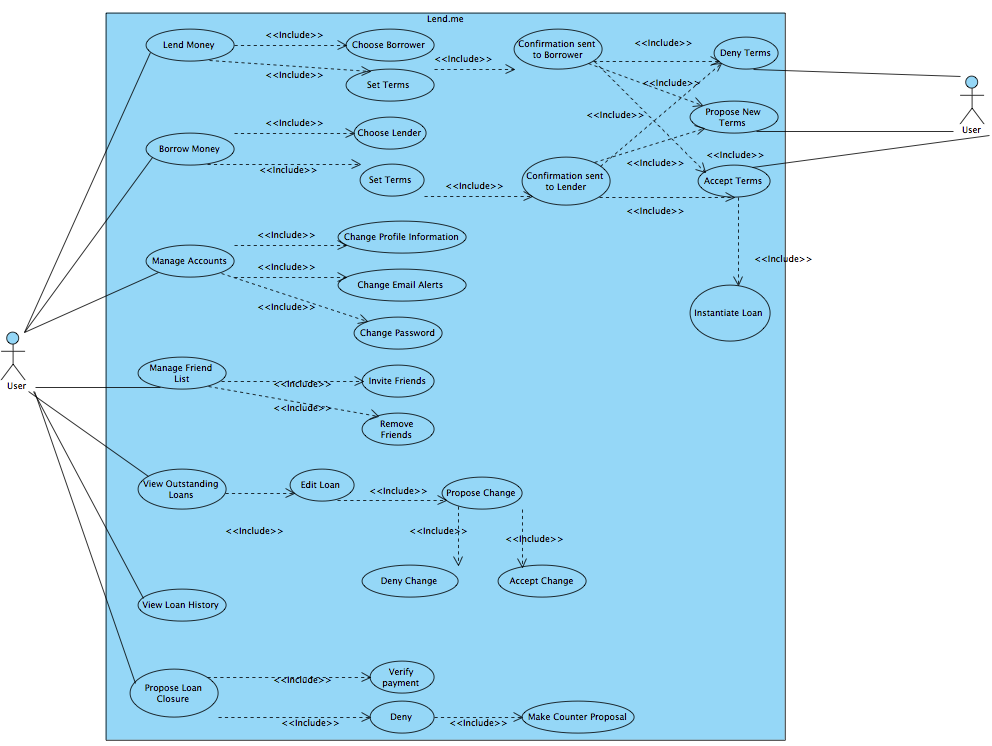 Lend.me
Lend Money
<<Include>>
Choose Borrower
<<Include>>
Set Terms
<<Include>>
Confirmation sent
to Borrower
<<Include>>
Deny Terms
<<Include>>
Propose New
Terms
<<Include>>
User
Borrow Money
<<Include>>
Choose Lender
<<Include>>
Set Terms
<<Include>>
Confirmation sent
to Lender
<<Include>>
<<Include>>
Accept Terms
<<Include>>
<<Include>>
Instantiate Loan
Manage Accounts
<<Include>>
Change Profile Information
<<Include>>
Change Email Alerts
<<Include>>
Change Password
User
Manage Friend
List
<<Include>>
Invite Friends
<<Include>>
Remove
Friends
View Outstanding
Loans
<<Include>>
Edit Loan
<<Include>>
Propose Change
<<Include>>
<<Include>>
Deny Change
Accept Change
View Loan History
Propose Loan
Closure
<<Include>>
Verify
payment
<<Include>>
Deny
<<Include>>
Make Counter Proposal